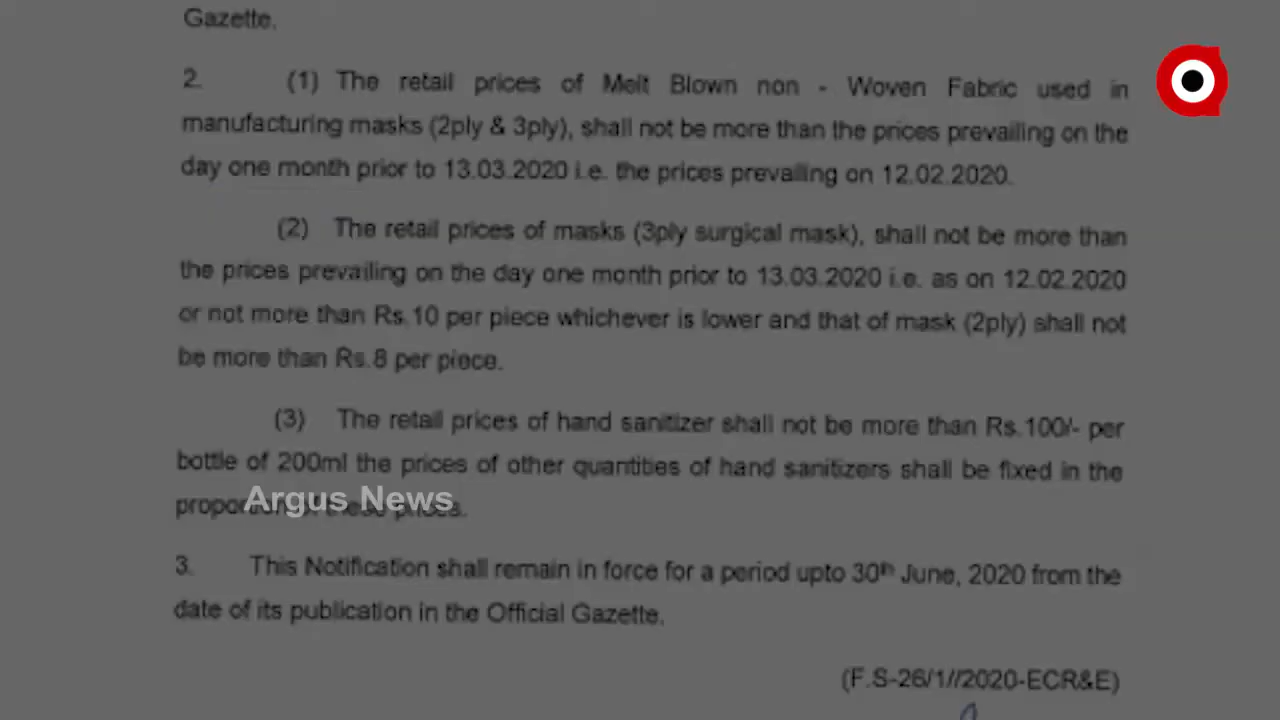 Gazette.
2. (1) The retail prices of Melt Blown non - Woven Fabric used in
manufacturing masks (2ply & 3ply), shall not be more than the prices prevailing on the
day one month prior to 13.03.2020 i.e. the prices prevailing on 12.02.2020.
(2) The retail prices of masks (3ply surgical mask), shall not be more than
the prices prevailing on the day one month prior to 13.03.2020 i.e. as on 12.02.2020
or not more than Rs.10 per piece whichever is lower and that of mask (2ply) shall not
be more than Rs.8 per piece.
(3) The retail prices of hand sanitizer shall not be more than Rs.100/- per
bottle of 200ml the prices of other quantities of hand sanitizers shall be fixed in the
proportion of these prices.
Argus News
3. This Notification shall remain in force for a period upto 30th June, 2020 from the
date of its publication in the Official Gazette.
(F.S-26/1//2020-ECR&E)